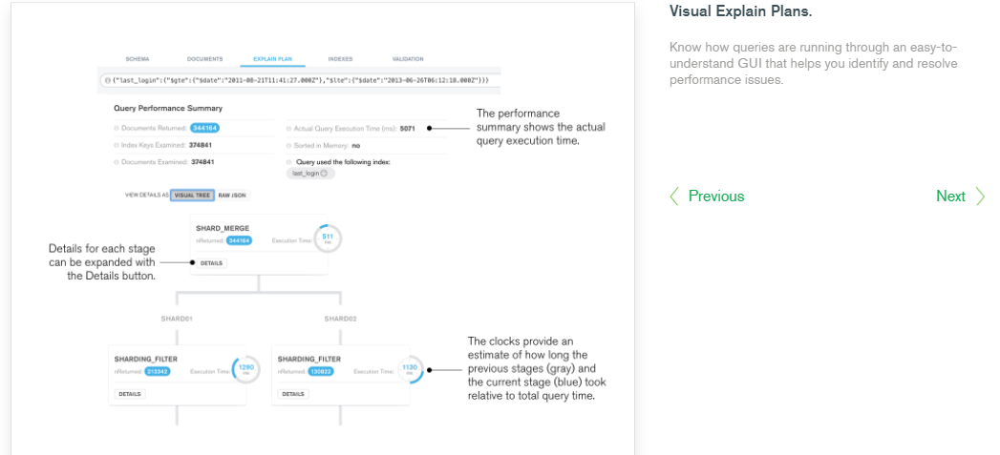 Visual Explain Plans.
Know how queries are running through an easy-to-
understand GUI that helps you identify and resolve
performance issues.
Previous
Next
SCHEMA DOCUMENTS EXPLAIN PLAN INDEXES VALIDATION
{"last_login":{"$gte":{"$date":"2011-08-21T11:41:27.000Z"},"$lte":{"$date":"2013-06-26T06:12:18.000Z"}}}
Query Performance Summary
Documents Returned: 344164
Index Keys Examined: 374841
Documents Examined: 374841
Actual Query Execution Time (ms): 5071
Sorted in Memory: no
Query used the following index:
last_login
The performance
summary shows the actual
query execution time.
VIEW DETAILS AS VISUAL TREE RAW JSON
SHARD_MERGE
nReturned: 344164 Execution Time: 511 ms
DETAILS
Details for each stage
can be expanded with
the Details button.
SHARD01
SHARD02
SHARDING_FILTER
nReturned: 213342 Execution Time: 1290 ms
DETAILS
SHARDING_FILTER
nReturned: 130822 Execution Time: 1130 ms
DETAILS
The clocks provide an
estimate of how long the
previous stages (gray) and
the current stage (blue) took
relative to total query time.